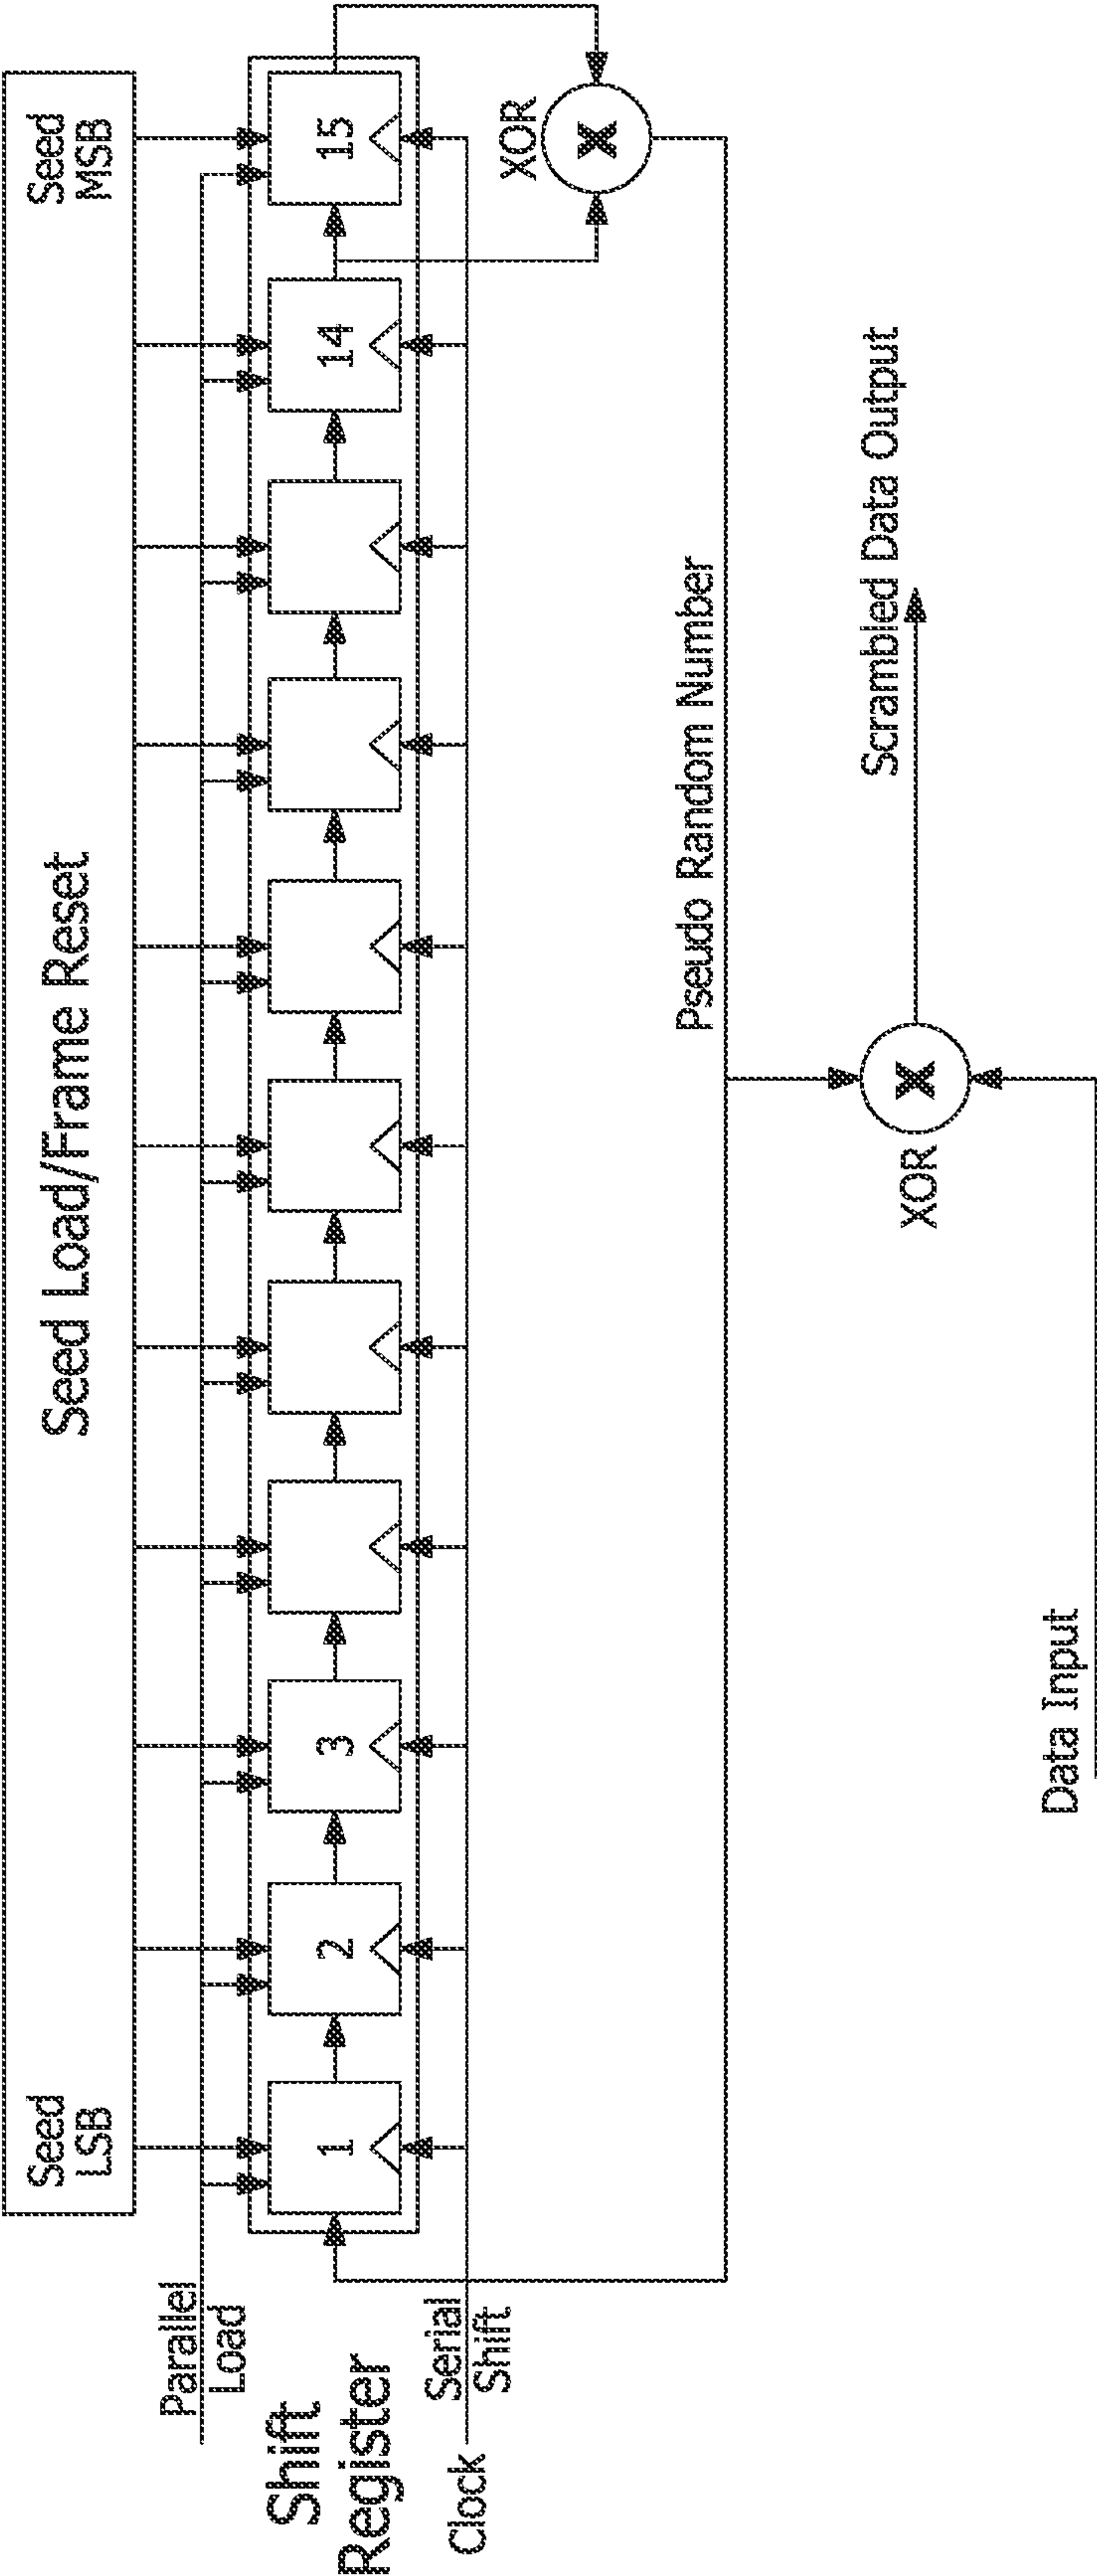 Seed Load/Frame Reset
Seed
LSB
Seed
MSB
Parallel
Load
Shift
Register
1
2
3
14
15
Serial
Shift
Clock
XOR
X
Pseudo Random Number
XOR
X
Scrambled Data Output
Data Input